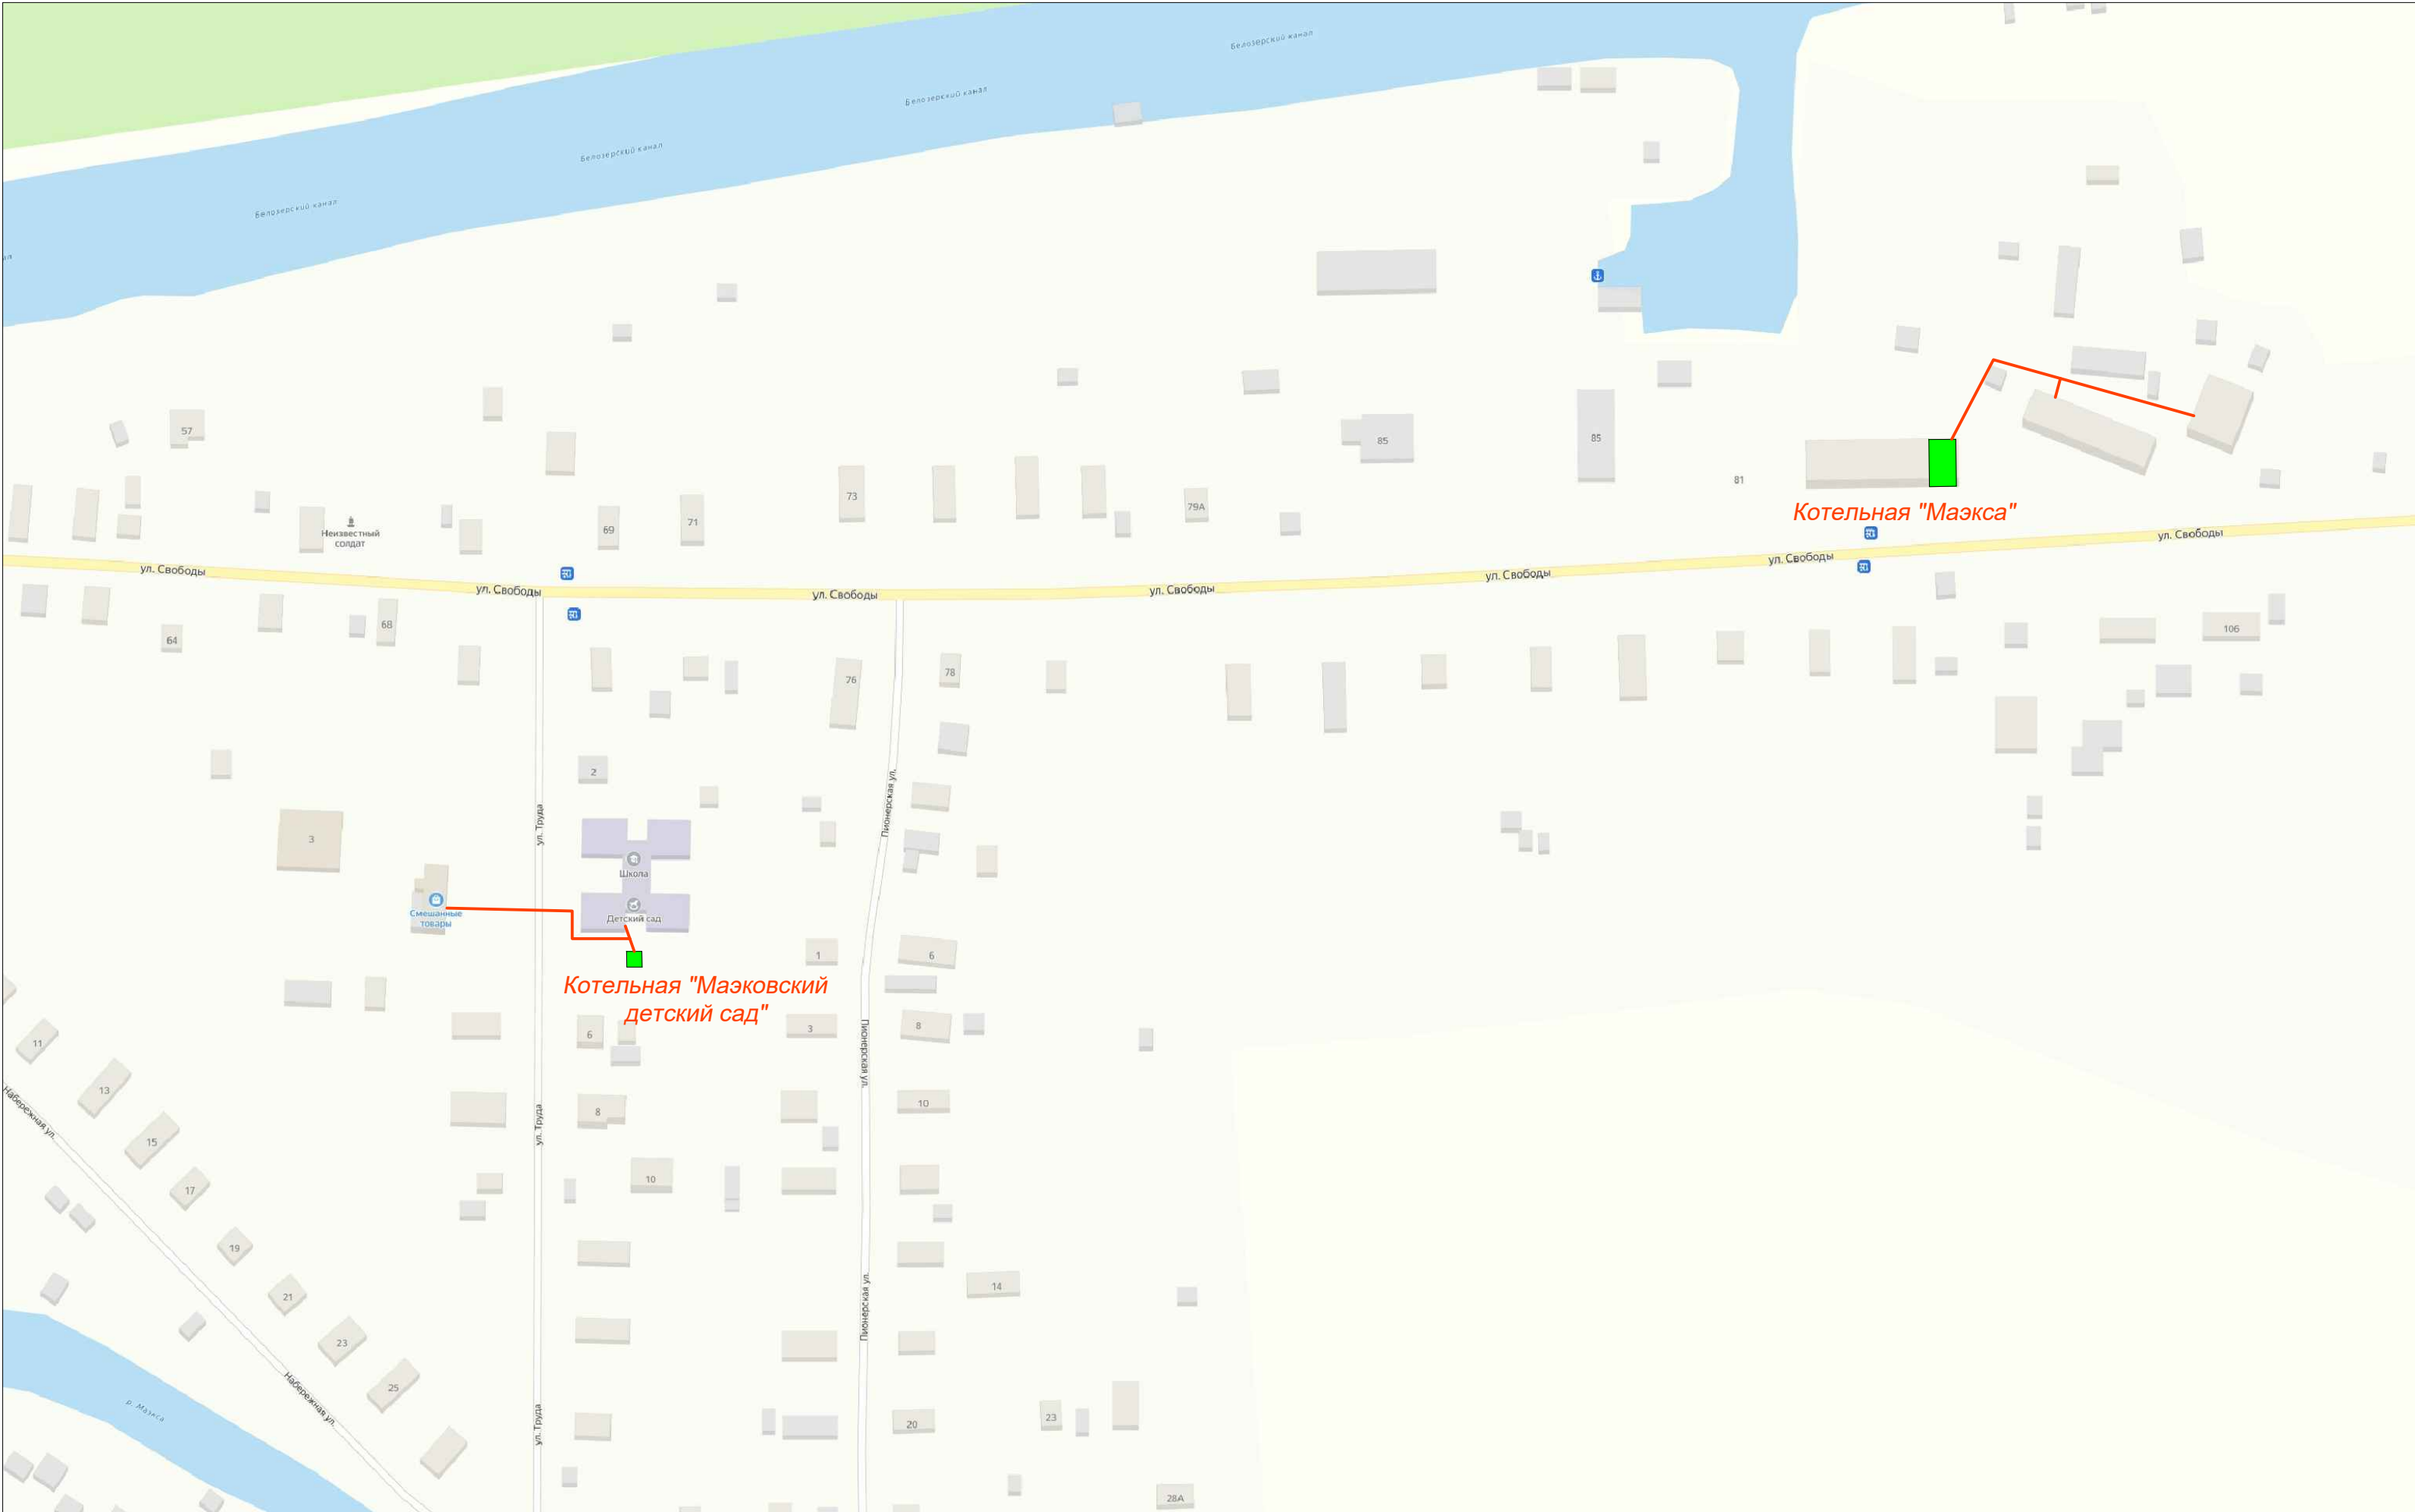 Белозерский канал
Белозерский канал
Белозерский канал
Белозерский канал
ал
57
85
85
81
73
79А
71
69
Неизвестный
солдат
Котельная "Маэкса"
ул. Свободы
ул. Свободы
ул. Свободы
ул. Свободы
ул. Свободы
ул. Свободы
ул. Свободы
64
68
76
78
106
2
ул. Труда
Пионерская ул.
3
Школа
Смешанные
товары
Детский сад
1
6
Котельная "Маэковский
детский сад"
6
3
8
Пионерская ул.
11
13
Набережная ул.
15
8
10
ул. Труда
17
10
19
21
14
Пионерская ул.
23
25
Набережная ул.
р. Маэкса
ул. Труда
20
23
28А